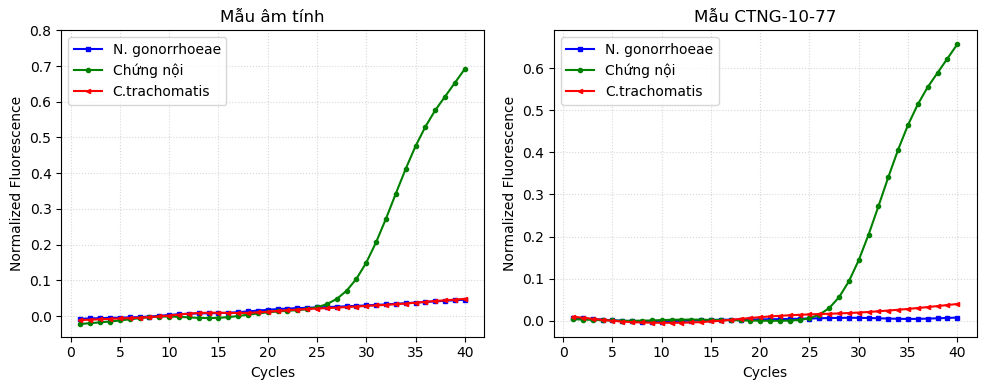 Mẫu âm tính
Normalized Fluorescence
0.8
0.7
0.6
0.5
0.4
0.3
0.2
0.1
0.0
N. gonorrhoeae
Chứng nội
C.trachomatis
0 5 10 15 20 25 30 35 40
Cycles
Mẫu CTNG-10-77
Normalized Fluorescence
0.6
0.5
0.4
0.3
0.2
0.1
0.0
N. gonorrhoeae
Chứng nội
C.trachomatis
0 5 10 15 20 25 30 35 40
Cycles